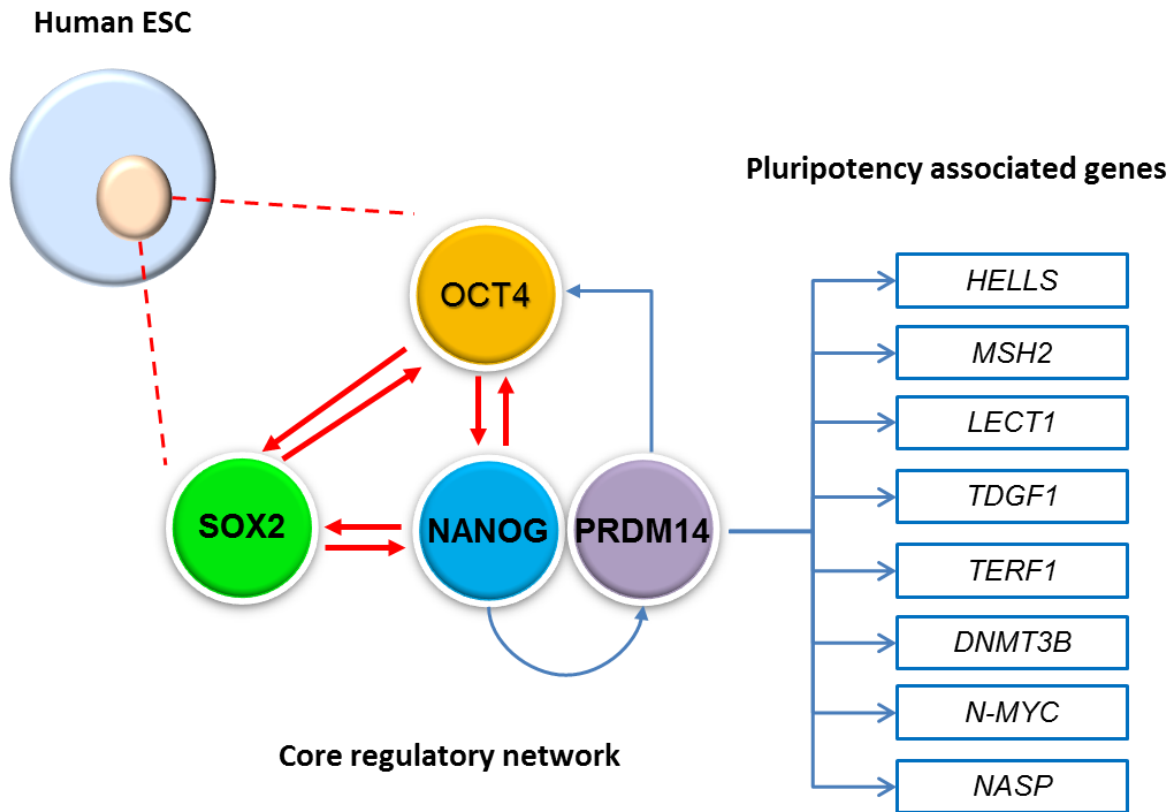 Human ESC
Pluripotency associated genes
OCT4
SOX2
NANOG
PRDM14
HELLS
MSH2
LECT1
TDGF1
TERF1
DNMT3B
N-MYC
NASP
Core regulatory network